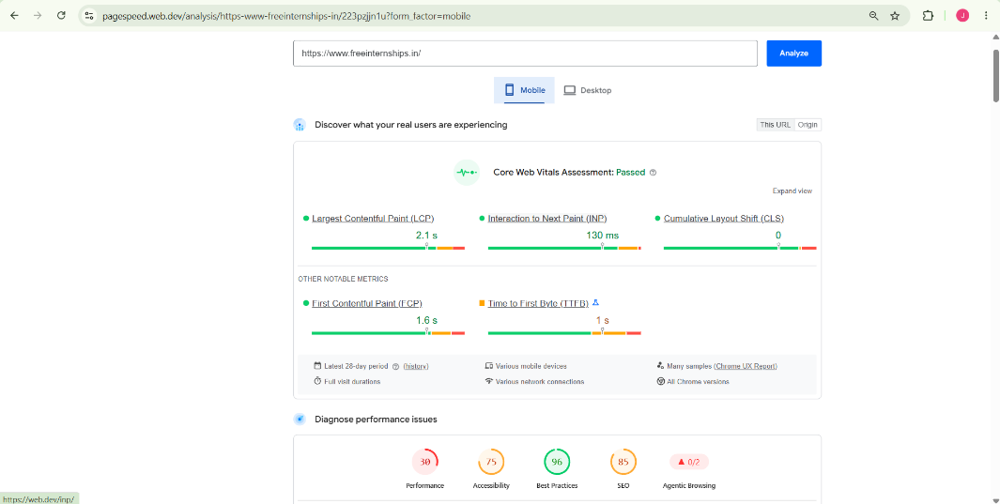 pagespeed.web.dev/analysis/https-www-freeinternships-in/223pzjjn1u?form_factor=mobile
J
https://www.freeinternships.in/
Analyze
Mobile
Desktop
Discover what your real users are experiencing
This URL
Origin
Core Web Vitals Assessment: Passed
Expand view
Largest Contentful Paint (LCP)
2.1 s
Interaction to Next Paint (INP)
130 ms
Cumulative Layout Shift (CLS)
0
OTHER NOTABLE METRICS
First Contentful Paint (FCP)
1.6 s
Time to First Byte (TTFB)
1 s
Latest 28-day period (history)
Various mobile devices
Many samples (Chrome UX Report)
Full visit durations
Various network connections
All Chrome versions
Diagnose performance issues
30
75
96
85
0/2
Performance
Accessibility
Best Practices
SEO
Agentic Browsing
https://web.dev/inp/